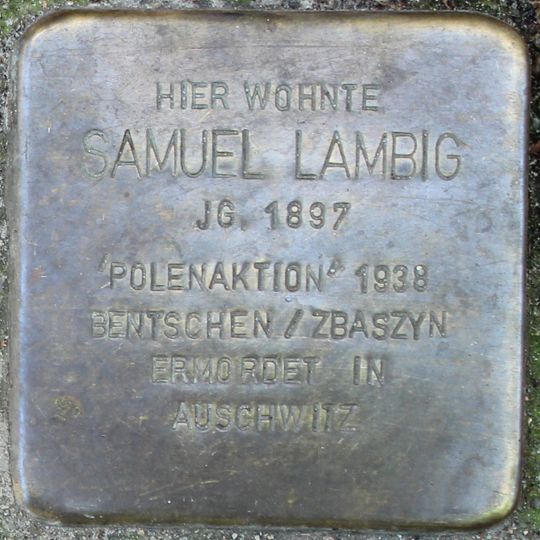 HIER WOHNTE
SAMUEL LAMBIG
JG. 1897
"POLENAKTION" 1938
BENTSCHEN / ZBASZYN
ERMORDET IN
AUSCHWITZ